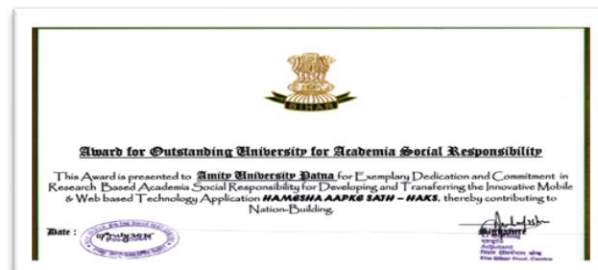 BIHAR
Award for Outstanding University for Academia Social Responsibility
This Award is presented to Amity University Patna for Exemplary Dedication and Commitment in
Research Based Academia Social Responsibility for Developing and Transferring the Innovative Mobile
& Web based Technology Application HAMESHA AAPKE SATH – HAKS, thereby contributing to
Nation-Building.
Date :
Adjutant